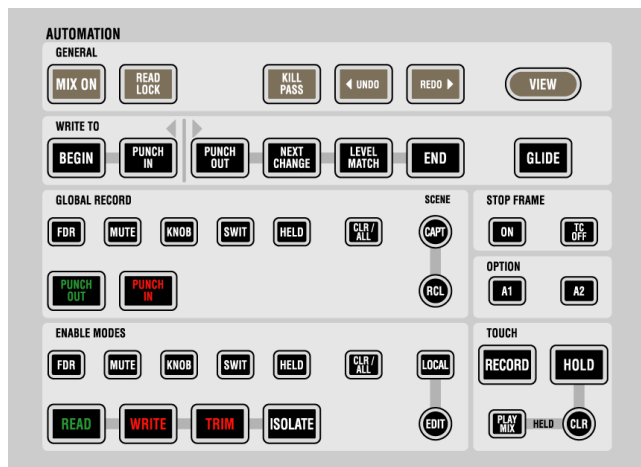 AUTOMATION
GENERAL
MIX ON
READ
LOCK
KILL
PASS
UNDO
REDO
VIEW
WRITE TO
BEGIN
PUNCH
IN
PUNCH
OUT
NEXT
CHANGE
LEVEL
MATCH
END
GLIDE
GLOBAL RECORD
SCENE
FDR
MUTE
KNOB
SWIT
HELD
CLR /
ALL
CAPT
PUNCH
OUT
PUNCH
IN
RCL
STOP FRAME
ON
TC
OFF
OPTION
A1
A2
ENABLE MODES
FDR
MUTE
KNOB
SWIT
HELD
CLR /
ALL
LOCAL
READ
WRITE
TRIM
ISOLATE
EDIT
TOUCH
RECORD
HOLD
PLAY
MIX
HELD
CLR